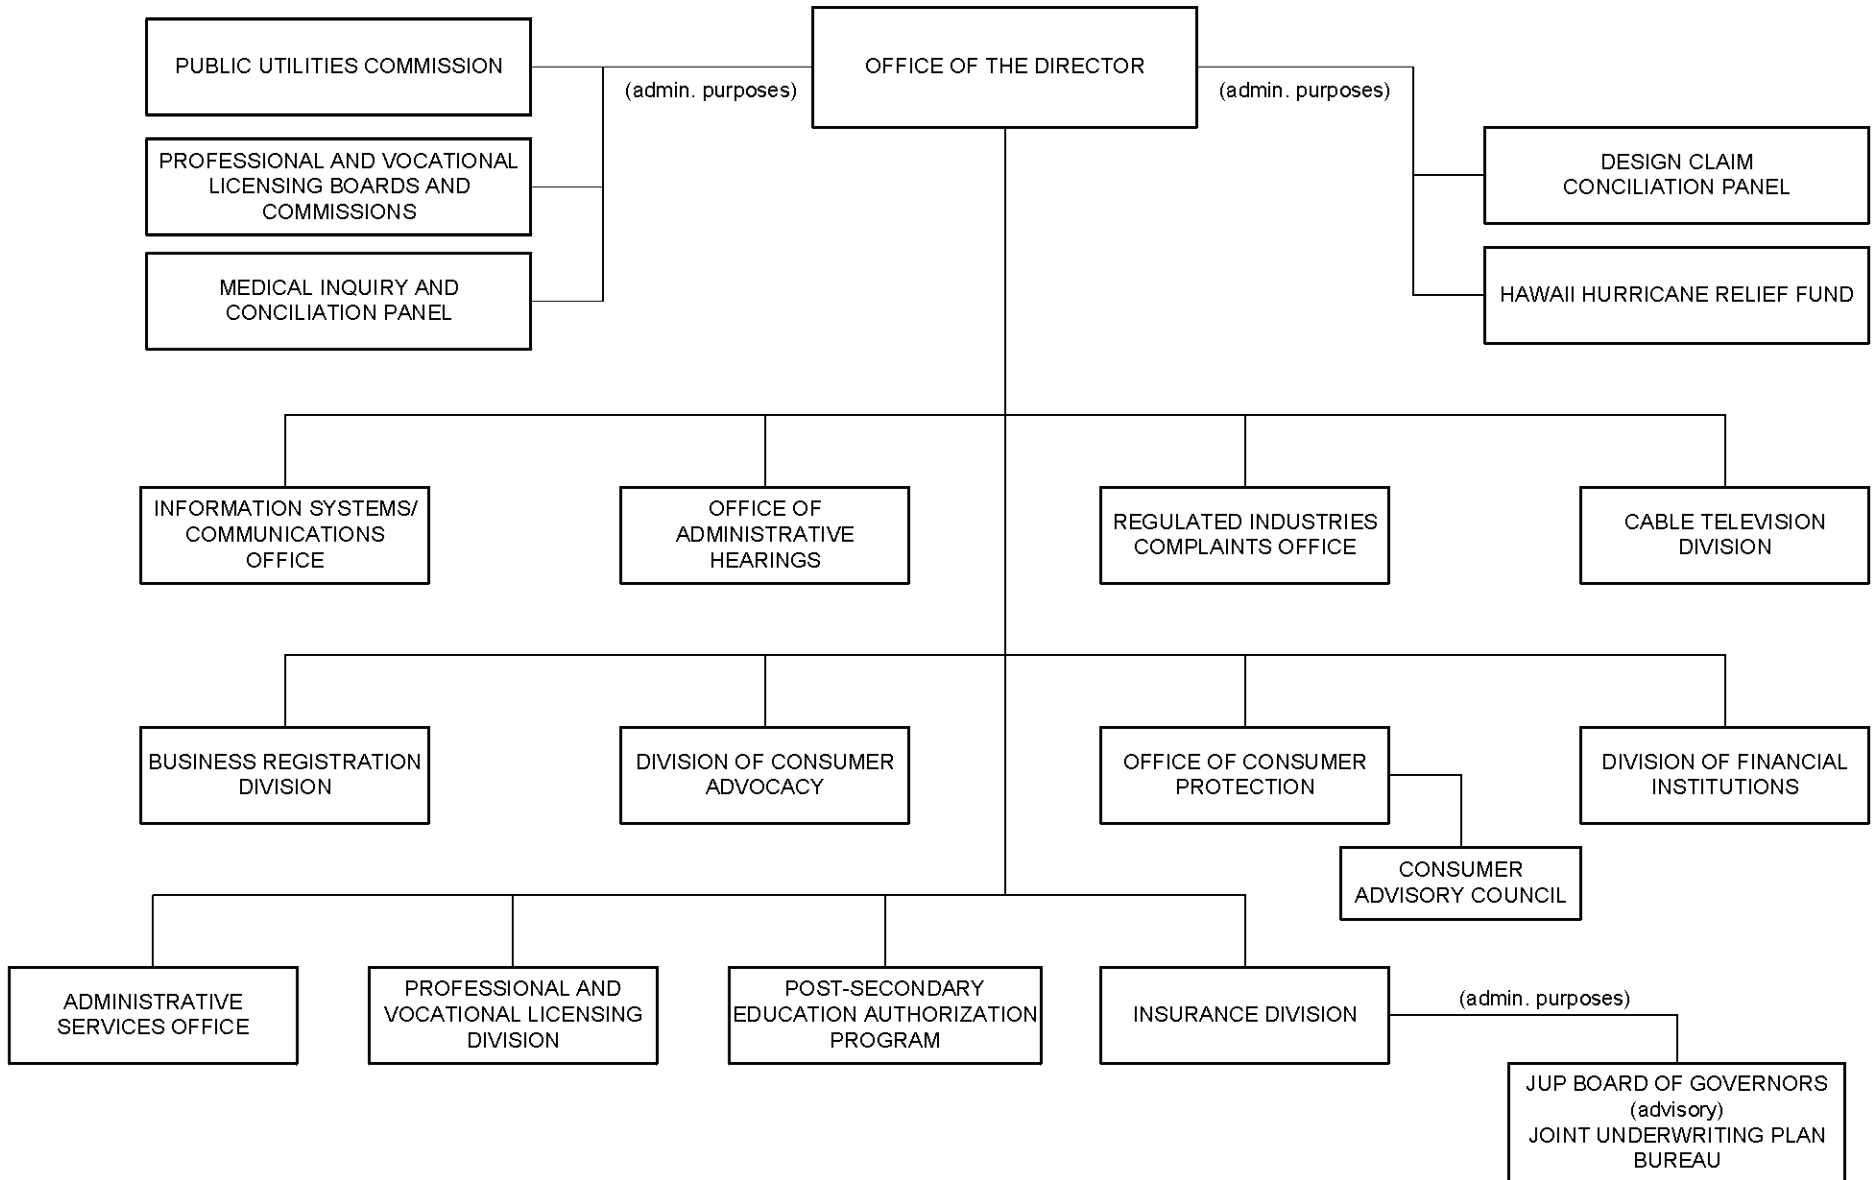 PUBLIC UTILITIES COMMISSION
(admin. purposes)
OFFICE OF THE DIRECTOR
(admin. purposes)
PROFESSIONAL AND VOCATIONAL
LICENSING BOARDS AND
COMMISSIONS
MEDICAL INQUIRY AND
CONCILIATION PANEL
DESIGN CLAIM
CONCILIATION PANEL
HAWAII HURRICANE RELIEF FUND
INFORMATION SYSTEMS/
COMMUNICATIONS
OFFICE
OFFICE OF
ADMINISTRATIVE
HEARINGS
REGULATED INDUSTRIES
COMPLAINTS OFFICE
CABLE TELEVISION
DIVISION
BUSINESS REGISTRATION
DIVISION
DIVISION OF CONSUMER
ADVOCACY
OFFICE OF CONSUMER
PROTECTION
DIVISION OF FINANCIAL
INSTITUTIONS
CONSUMER
ADVISORY COUNCIL
ADMINISTRATIVE
SERVICES OFFICE
PROFESSIONAL AND
VOCATIONAL LICENSING
DIVISION
POST-SECONDARY
EDUCATION AUTHORIZATION
PROGRAM
INSURANCE DIVISION
(admin. purposes)
JUP BOARD OF GOVERNORS
(advisory)
JOINT UNDERWRITING PLAN
BUREAU